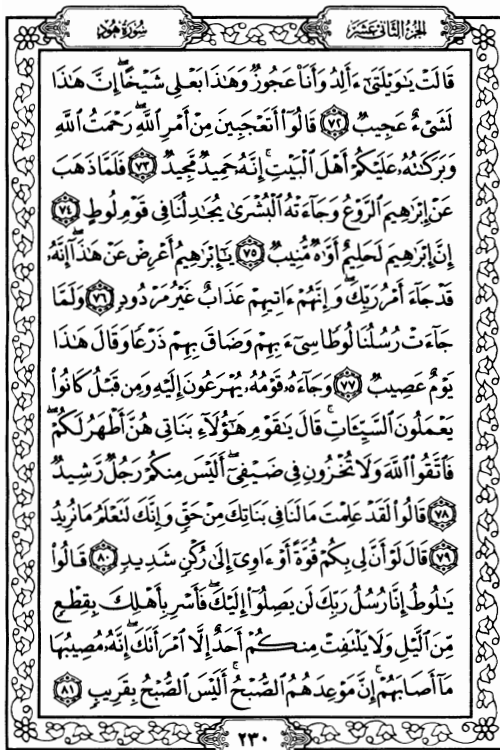 الجزء الثاني عشر
سورة هود
قَالَتْ يَٰوَيْلَتَىٰٓ ءَأَلِدُ وَأَنَا۠ عَجُوزٌ وَهَٰذَا بَعْلِى شَيْخًا ۖ إِنَّ هَٰذَا
لَشَىْءٌ عَجِيبٌ ٧٢ قَالُوٓا۟ أَتَعْجَبِينَ مِنْ أَمْرِ ٱللَّهِ ۖ رَحْمَتُ ٱللَّهِ
وَبَرَكَٰتُهُۥ عَلَيْكُمْ أَهْلَ ٱلْبَيْتِ ۚ إِنَّهُۥ حَمِيدٌ مَّجِيدٌ ٧٣ فَلَمَّا ذَهَبَ
عَنْ إِبْرَٰهِيمَ ٱلرَّوْعُ وَجَآءَتْهُ ٱلْبُشْرَىٰ يُجَٰدِلُنَا فِى قَوْمِ لُوطٍ ٧٤
إِنَّ إِبْرَٰهِيمَ لَحَلِيمٌ أَوَّٰهٌ مُّنِيبٌ ٧٥ يَٰٓإِبْرَٰهِيمُ أَعْرِضْ عَنْ هَٰذَآ ۖ إِنَّهُۥ
قَدْ جَآءَ أَمْرُ رَبِّكَ ۖ وَإِنَّهُمْ ءَاتِيهِمْ عَذَابٌ غَيْرُ مَرْدُودٍ ٧٦ وَلَمَّا
جَآءَتْ رُسُلُنَا لُوطًا سِىٓءَ بِهِمْ وَضَاقَ بِهِمْ ذَرْعًا وَقَالَ هَٰذَا
يَوْمٌ عَصِيبٌ ٧٧ وَجَآءَهُۥ قَوْمُهُۥ يُهْرَعُونَ إِلَيْهِ وَمِن قَبْلُ كَانُوا۟
يَعْمَلُونَ ٱلسَّيِّـَٔاتِ ۚ قَالَ يَٰقَوْمِ هَٰٓؤُلَآءِ بَنَاتِى هُنَّ أَطْهَرُ لَكُمْ ۖ
فَٱتَّقُوا۟ ٱللَّهَ وَلَا تُخْزُونِ فِى ضَيْفِىٓ ۖ أَلَيْسَ مِنكُمْ رَجُلٌ رَّشِيدٌ
٧٨ قَالُوا۟ لَقَدْ عَلِمْتَ مَا لَنَا فِى بَنَاتِكَ مِنْ حَقٍّ وَإِنَّكَ لَتَعْلَمُ مَا نُرِيدُ
٧٩ قَالَ لَوْ أَنَّ لِى بِكُمْ قُوَّةً أَوْ ءَاوِىٓ إِلَىٰ رُكْنٍ شَدِيدٍ ٨٠ قَالُوا۟
يَٰلُوطُ إِنَّا رُسُلُ رَبِّكَ لَن يَصِلُوٓا۟ إِلَيْكَ ۖ فَأَسْرِ بِأَهْلِكَ بِقِطْعٍ
مِّنَ ٱلَّيْلِ وَلَا يَلْتَفِتْ مِنكُمْ أَحَدٌ إِلَّا ٱمْرَأَتَكَ ۖ إِنَّهُۥ مُصِيبُهَا
مَآ أَصَابَهُمْ ۚ إِنَّ مَوْعِدَهُمُ ٱلصُّبْحُ ۚ أَلَيْسَ ٱلصُّبْحُ بِقَرِيبٍ ٨١
٢٣٠